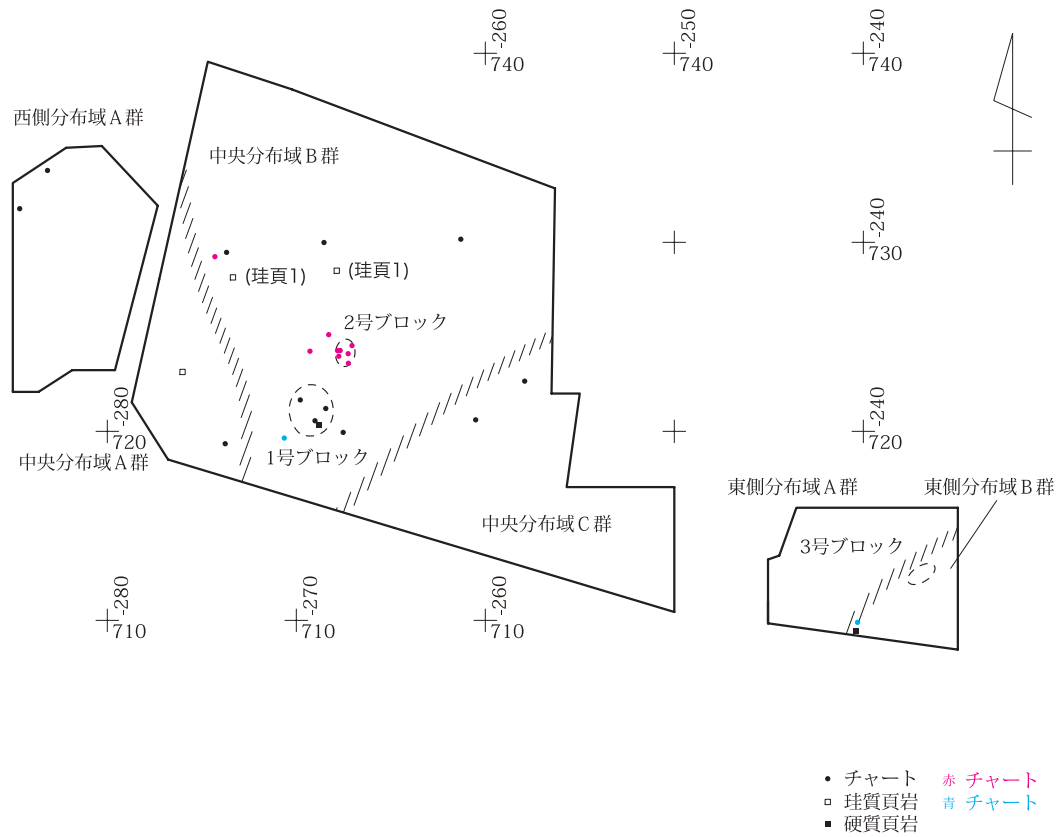 -260
740
-250
740
-240
740
西側分布域A群
中央分布域B群
-240
730
(珪頁1)
(珪頁1)
2号ブロック
-280
720
-240
720
中央分布域A群
1号ブロック
東側分布域A群
東側分布域B群
中央分布域C群
3号ブロック
-280
710
-270
710
-260
710
チャート
赤 チャート
珪質頁岩
青 チャート
硬質頁岩